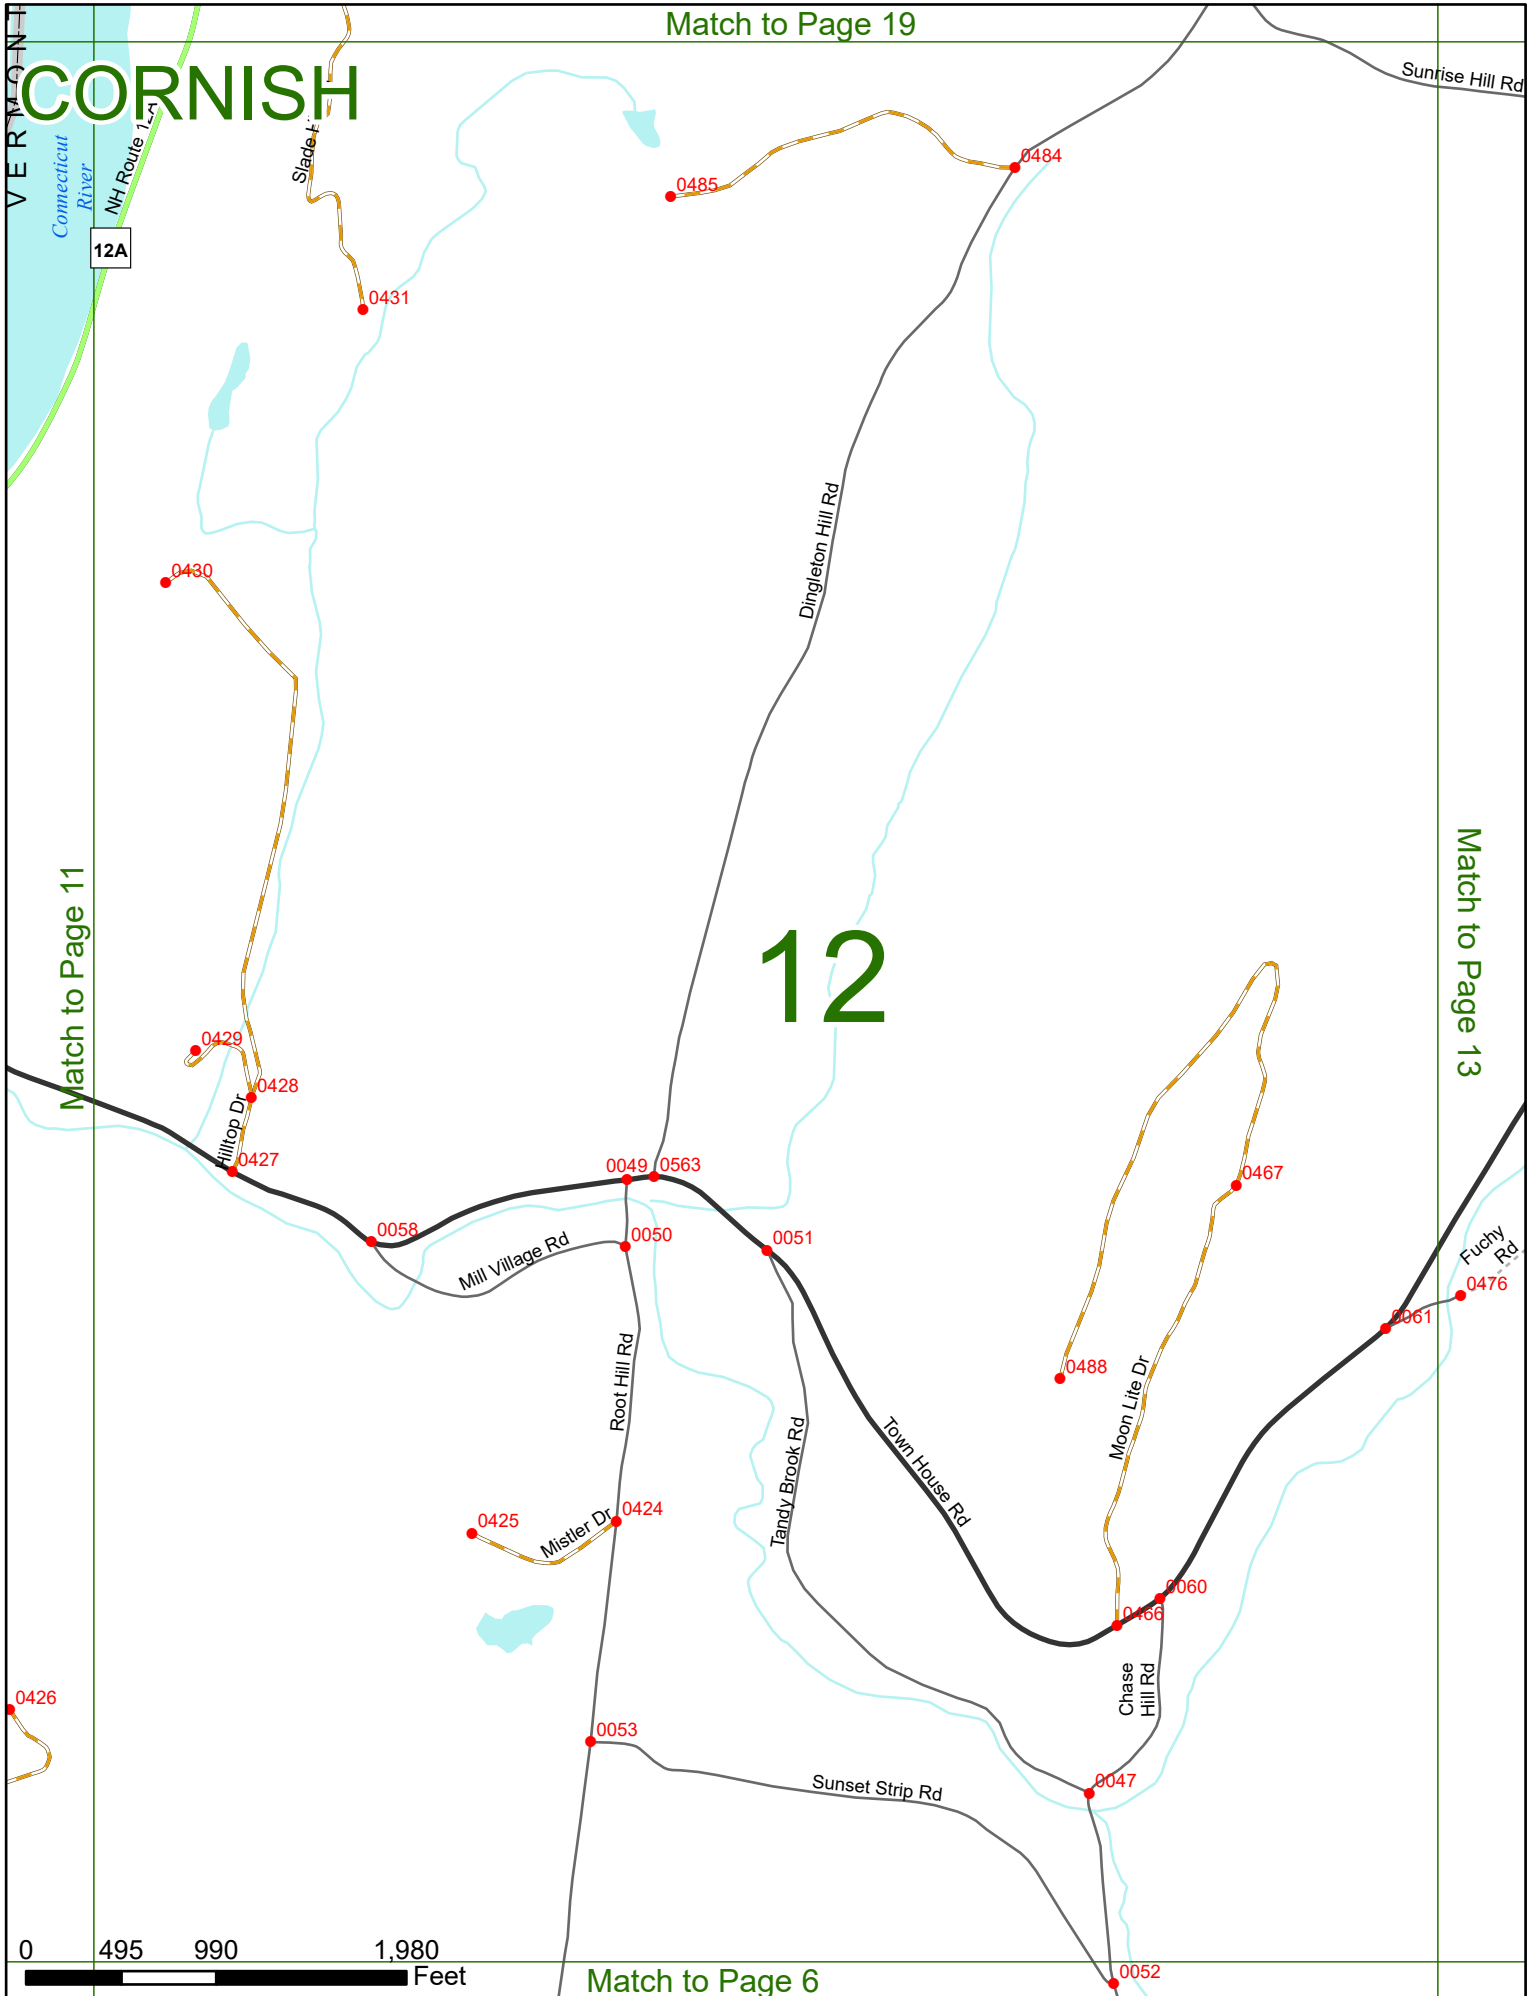 Match to Page 19
CORNISH
VERMONT
Connecticut
River
NH Route 12A
12A
Sunrise Hill Rd
0484
0485
0431
Dingleton Hill Rd
0430
Match to Page 11
12
Match to Page 13
0429
0428
Hilltop Dr
0427
0049
0563
0467
0058
0050
0051
Mill Village Rd
Fuchy
Rd
0476
0061
Root Hill Rd
0488
Moon Lite Dr
Tandy Brook Rd
Town House Rd
0425
Mistler Dr
0424
0060
0466
Chase
Hill Rd
0426
0053
Sunset Strip Rd
0047
0 495 990 1,980
Feet
Match to Page 6
0052
Slade